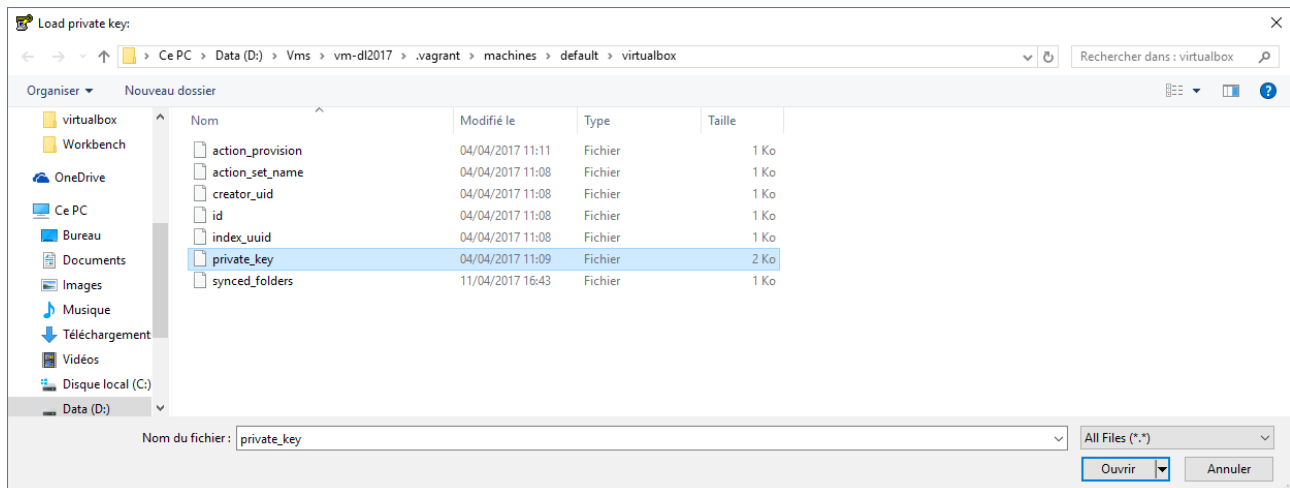 Load private key:
Ce PC > Data (D:) > Vms > vm-dl2017 > .vagrant > machines > default > virtualbox
Rechercher dans : virtualbox
Organiser Nouveau dossier
virtualbox
Workbench
OneDrive
Ce PC
Bureau
Documents
Images
Musique
Téléchargement
Vidéos
Disque local (C:)
Data (D:)
Nom Modifié le Type Taille
action_provision 04/04/2017 11:11 Fichier 1 Ko
action_set_name 04/04/2017 11:08 Fichier 1 Ko
creator_uid 04/04/2017 11:08 Fichier 1 Ko
id 04/04/2017 11:08 Fichier 1 Ko
index_uuid 04/04/2017 11:08 Fichier 1 Ko
private_key 04/04/2017 11:09 Fichier 2 Ko
synced_folders 11/04/2017 16:43 Fichier 1 Ko
Nom du fichier : private_key
All Files (*.*)
Ouvrir Annuler